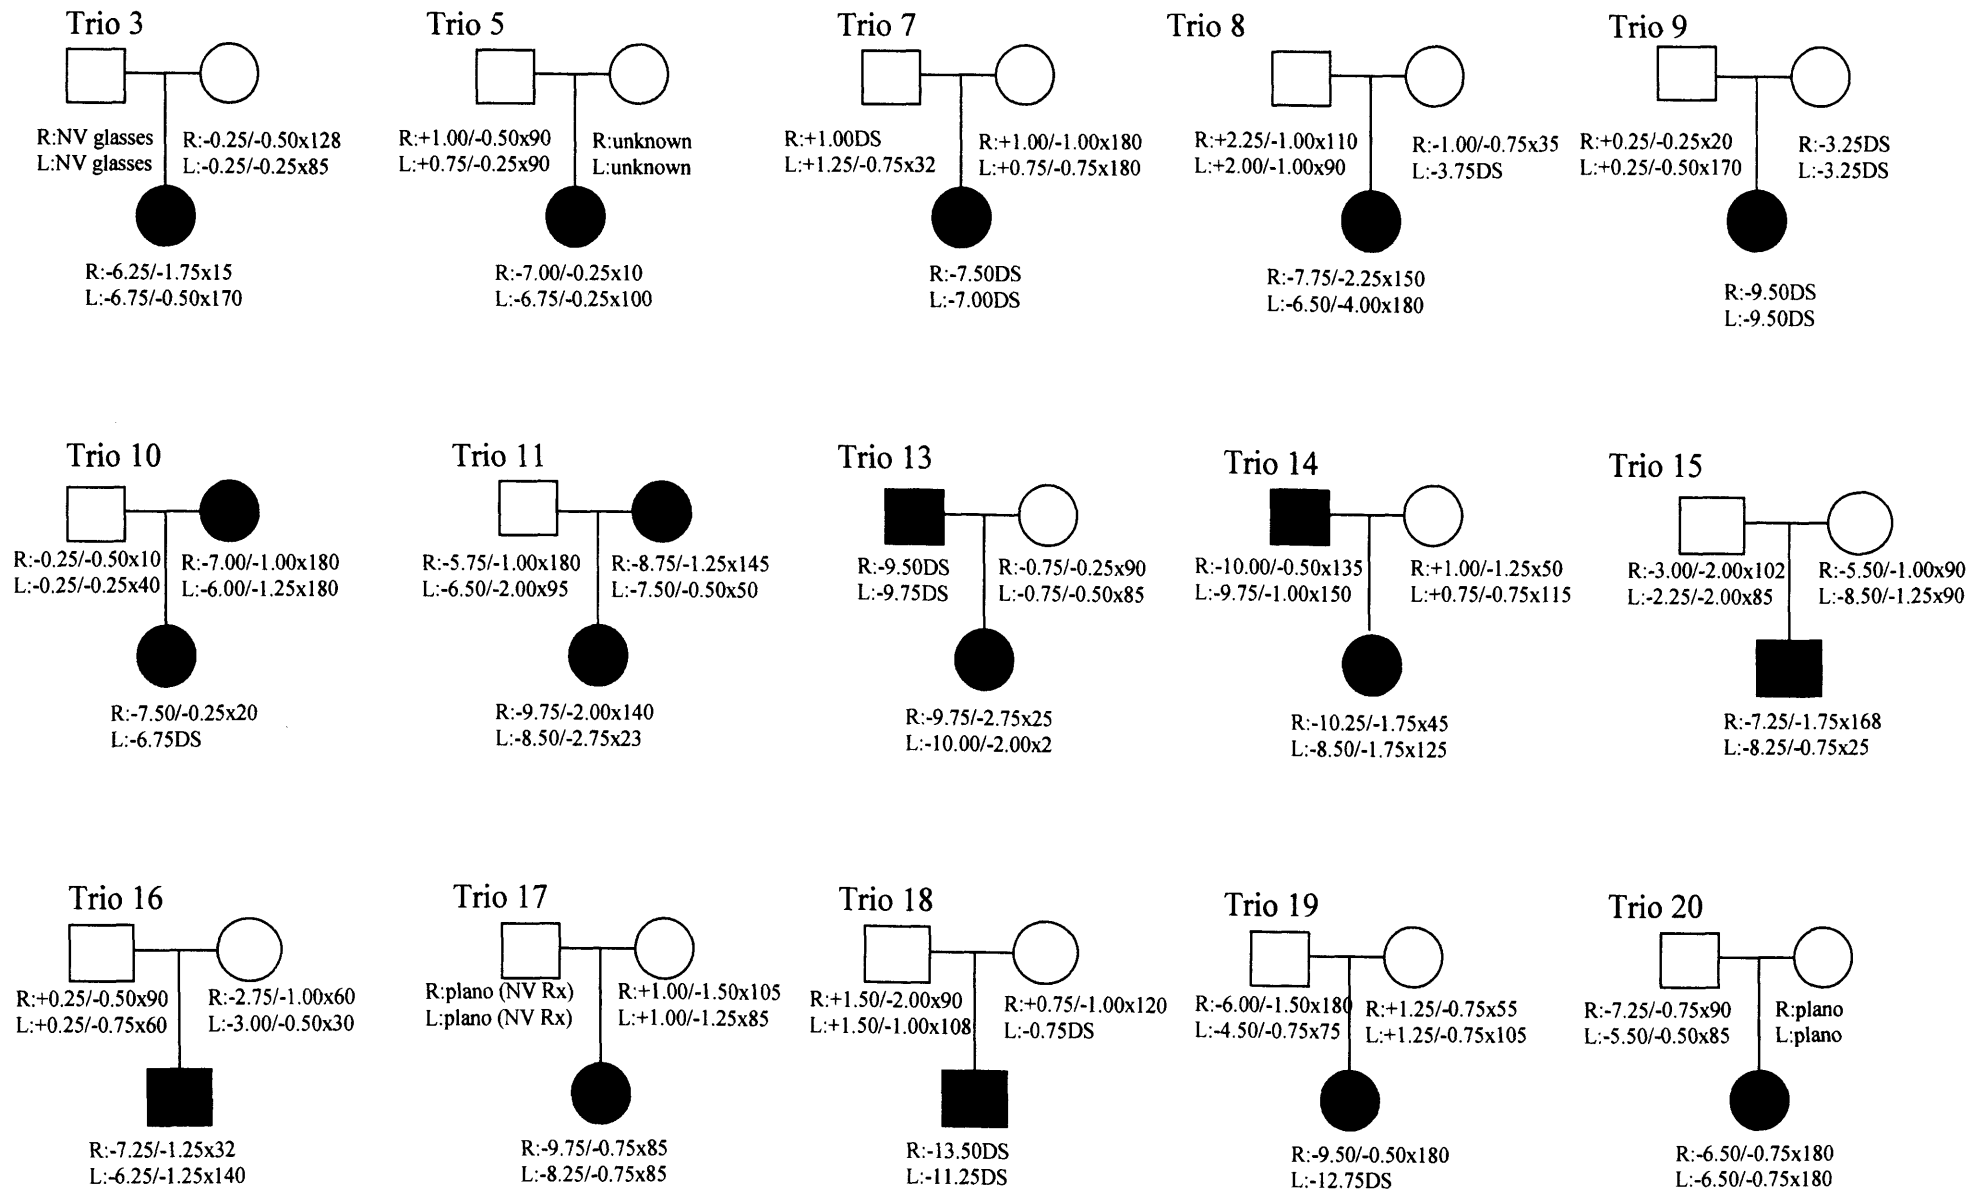 Trio 3
R:NV glasses
L:NV glasses
R:-0.25/-0.50x128
L:-0.25/-0.25x85
R:-6.25/-1.75x15
L:-6.75/-0.50x170
Trio 5
R:+1.00/-0.50x90
L:+0.75/-0.25x90
R:unknown
L:unknown
R:-7.00/-0.25x10
L:-6.75/-0.25x100
Trio 7
R:+1.00DS
L:+1.25/-0.75x32
R:+1.00/-1.00x180
L:+0.75/-0.75x180
R:-7.50DS
L:-7.00DS
Trio 8
R:+2.25/-1.00x110
L:+2.00/-1.00x90
R:-1.00/-0.75x35
L:-3.75DS
R:-7.75/-2.25x150
L:-6.50/-4.00x180
Trio 9
R:+0.25/-0.25x20
L:+0.25/-0.50x170
R:-3.25DS
L:-3.25DS
R:-9.50DS
L:-9.50DS
Trio 10
R:-0.25/-0.50x10
L:-0.25/-0.25x40
R:-7.00/-1.00x180
L:-6.00/-1.25x180
R:-7.50/-0.25x20
L:-6.75DS
Trio 11
R:-5.75/-1.00x180
L:-6.50/-2.00x95
R:-8.75/-1.25x145
L:-7.50/-0.50x50
R:-9.75/-2.00x140
L:-8.50/-2.75x23
Trio 13
R:-9.50DS
L:-9.75DS
R:-0.75/-0.25x90
L:-0.75/-0.50x85
R:-9.75/-2.75x25
L:-10.00/-2.00x2
Trio 14
R:-10.00/-0.50x135
L:-9.75/-1.00x150
R:+1.00/-1.25x50
L:+0.75/-0.75x115
R:-10.25/-1.75x45
L:-8.50/-1.75x125
Trio 15
R:-3.00/-2.00x102
L:-2.25/-2.00x85
R:-5.50/-1.00x90
L:-8.50/-1.25x90
R:-7.25/-1.75x168
L:-8.25/-0.75x25
Trio 16
R:+0.25/-0.50x90
L:+0.25/-0.75x60
R:-2.75/-1.00x60
L:-3.00/-0.50x30
R:-7.25/-1.25x32
L:-6.25/-1.25x140
Trio 17
R:plano (NV Rx)
L:plano (NV Rx)
R:+1.00/-1.50x105
L:+1.00/-1.25x85
R:-9.75/-0.75x85
L:-8.25/-0.75x85
Trio 18
R:+1.50/-2.00x90
L:+1.50/-1.00x108
R:+0.75/-1.00x120
L:-0.75DS
R:-13.50DS
L:-11.25DS
Trio 19
R:-6.00/-1.50x180
L:-4.50/-0.75x75
R:+1.25/-0.75x55
L:+1.25/-0.75x105
R:-9.50/-0.50x180
L:-12.75DS
Trio 20
R:-7.25/-0.75x90
L:-5.50/-0.50x85
R:plano
L:plano
R:-6.50/-0.75x180
L:-6.50/-0.75x180